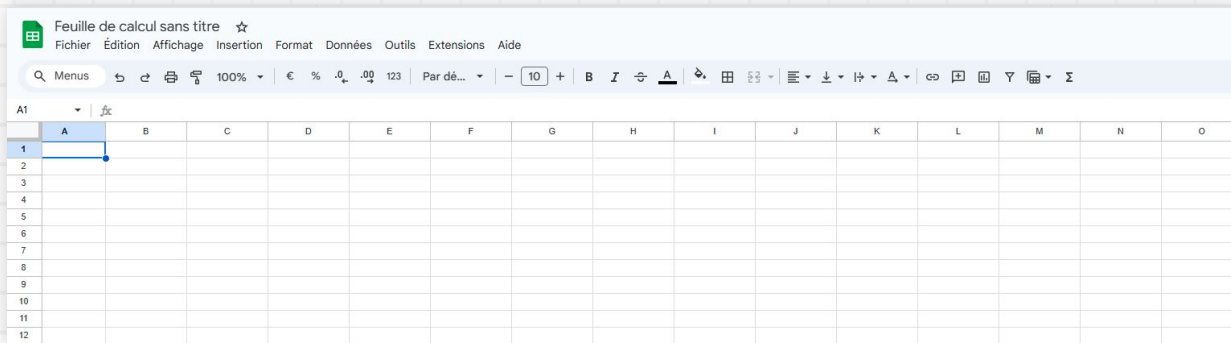 Feuille de calcul sans titre
Fichier Édition Affichage Insertion Format Données Outils Extensions Aide
Menus 100% € % .0 .00 123 Par dé... − 10 + B I A Σ
A1 fx
A B C D E F G H I J K L M N O
1
2
3
4
5
6
7
8
9
10
11
12